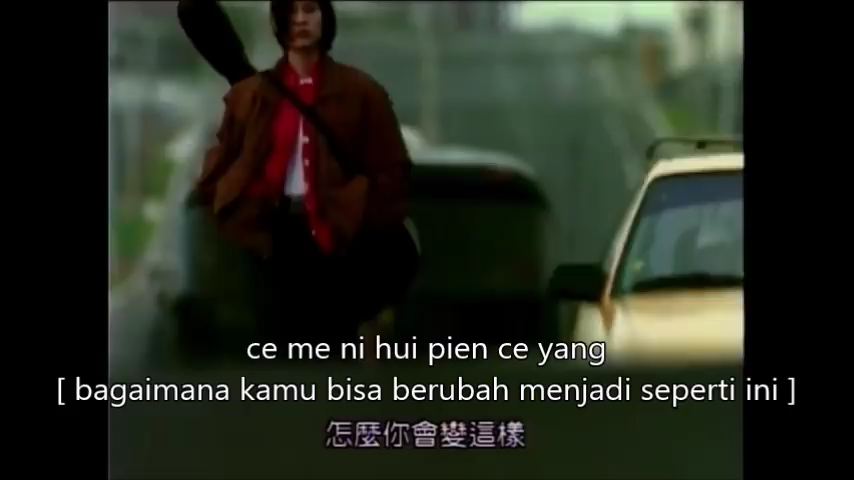 ce me ni hui pien ce yang
[ bagaimana kamu bisa berubah menjadi seperti ini ]
怎麼你會變這樣